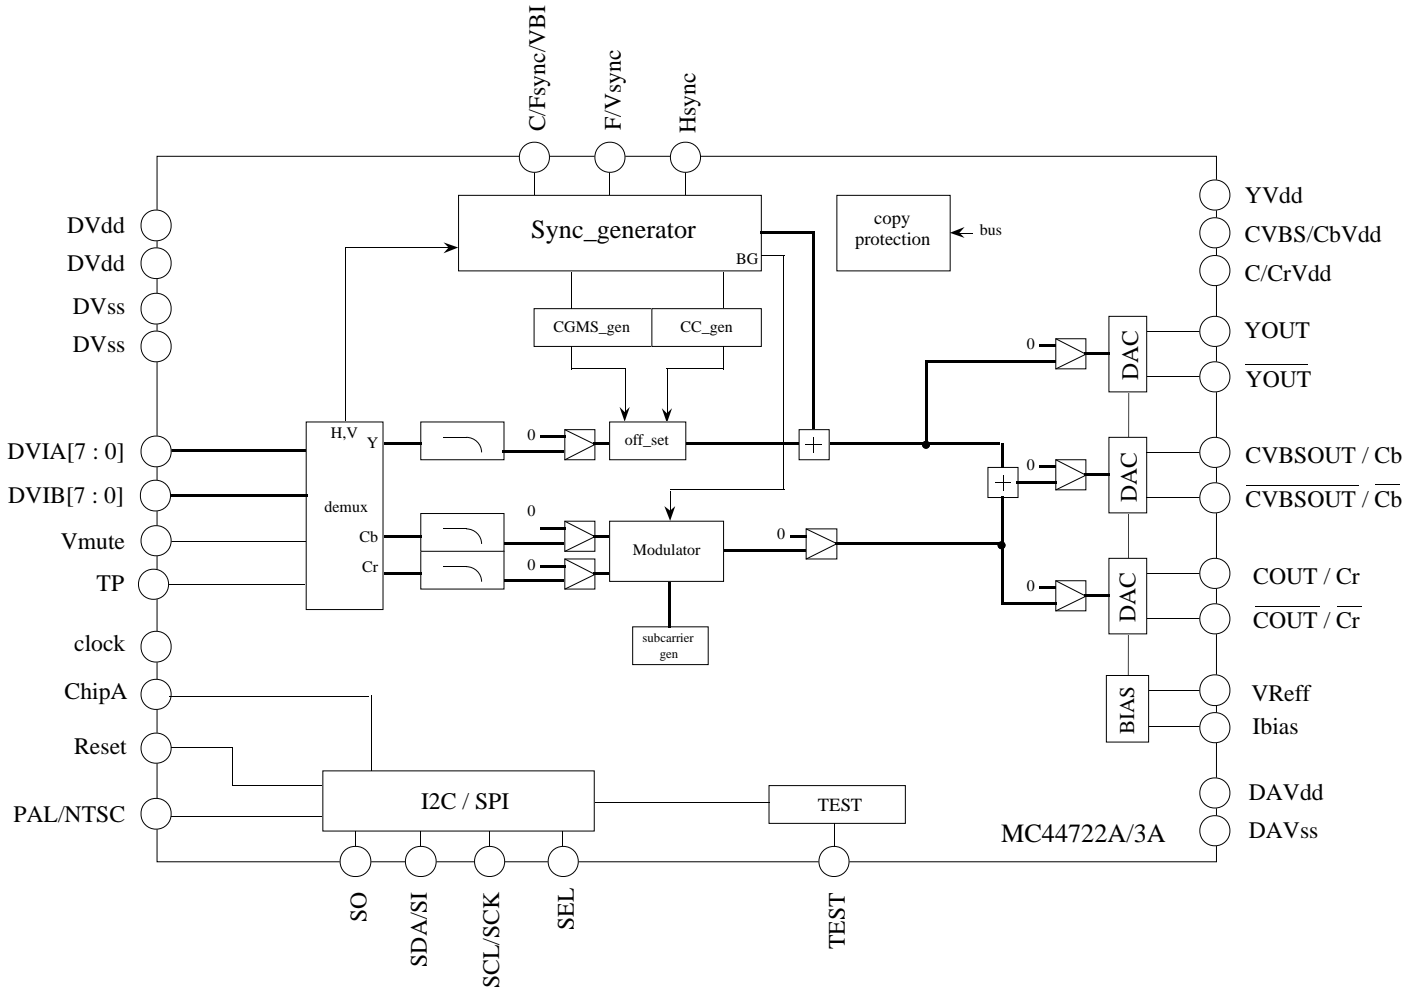 C/Fsync/VBI
F/Vsync
Hsync
DVdd
DVdd
DVss
DVss
DVIA[7 : 0]
DVIB[7 : 0]
Vmute
TP
clock
ChipA
Reset
PAL/NTSC
Sync_generator
BG
copy
protection
bus
CGMS_gen
CC_gen
H,V
Y
demux
Cb
Cr
0
off_set
0
0
Modulator
0
subcarrier
gen
0
DAC
0
DAC
0
DAC
BIAS
I2C / SPI
TEST
MC44722A/3A
YVdd
CVBS/CbVdd
C/CrVdd
YOUT
YOUT
CVBSOUT / Cb
CVBSOUT / Cb
COUT / Cr
COUT / Cr
VReff
Ibias
DAVdd
DAVss
SO
SDA/SI
SCL/SCK
SEL
TEST